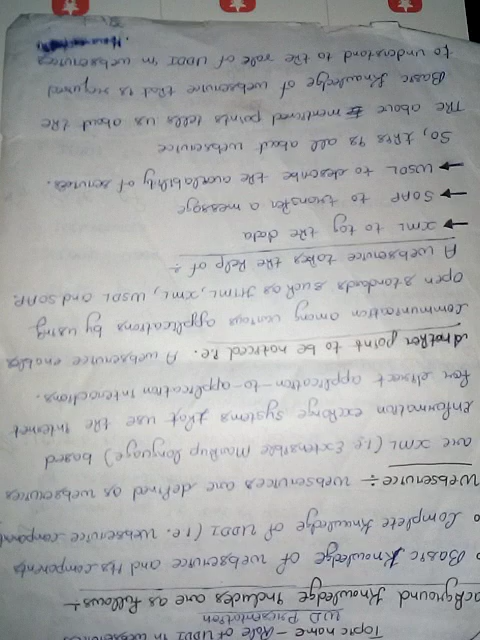 Topic name :- Role of UDDI in webservices
UID Presentation
ackground knowledge includes are as follows:-
Basic knowledge of webservice and its components
Complete knowledge of UDDI (i.e. webservice component
Webservice :- webservices are defined as webservices
are XML (i.e Extensible Markup language) based
information exchange systems that use the internet
for direct application-to-application interactions.
Another point to be noticed i.e. A webservice enables
communication among various applications by using
open standards such as HTML, XML, WSDL and SOAP.
A webservice takes the help of :-
→ XML to tag the data
→ SOAP to transfer a message
→ WSDL to describe the availability of services.
So, this is all about webservice
The above mentioned points tells us about the
Basic knowledge of webservice that is required
to understand to the role of UDDI in webservices